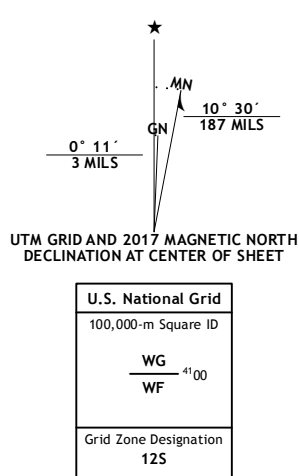 ★
MN
GN
10° 30´
187 MILS
0° 11´
3 MILS
UTM GRID AND 2017 MAGNETIC NORTH
DECLINATION AT CENTER OF SHEET
U.S. National Grid
100,000-m Square ID
WG
4100
WF
Grid Zone Designation
12S